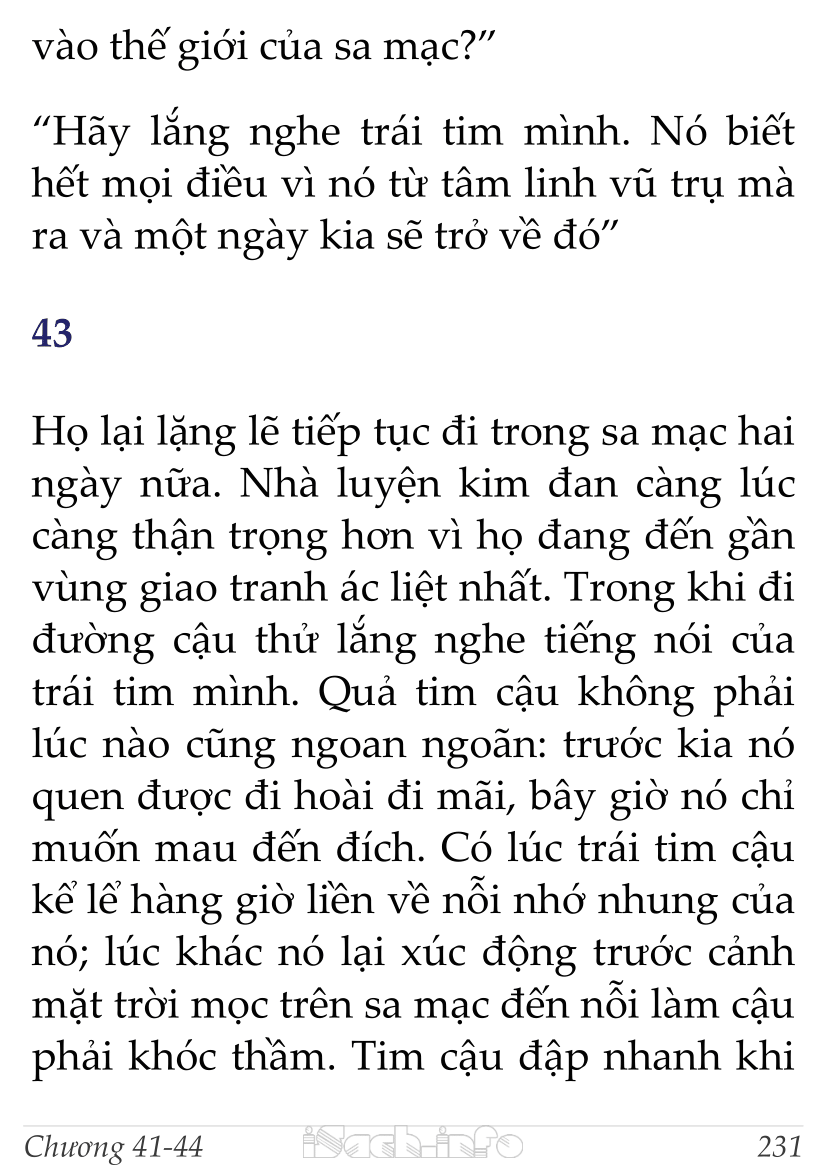 vào thế giới của sa mạc?”
“Hãy lắng nghe trái tim mình. Nó biết
hết mọi điều vì nó từ tâm linh vũ trụ mà
ra và một ngày kia sẽ trở về đó”
43
Họ lại lặng lẽ tiếp tục đi trong sa mạc hai
ngày nữa. Nhà luyện kim đan càng lúc
càng thận trọng hơn vì họ đang đến gần
vùng giao tranh ác liệt nhất. Trong khi đi
đường cậu thử lắng nghe tiếng nói của
trái tim mình. Quả tim cậu không phải
lúc nào cũng ngoan ngoãn: trước kia nó
quen được đi hoài đi mãi, bây giờ nó chỉ
muốn mau đến đích. Có lúc trái tim cậu
kể lể hàng giờ liền về nỗi nhớ nhung của
nó; lúc khác nó lại xúc động trước cảnh
mặt trời mọc trên sa mạc đến nỗi làm cậu
phải khóc thầm. Tim cậu đập nhanh khi
Chương 41-44 iSach.info 231